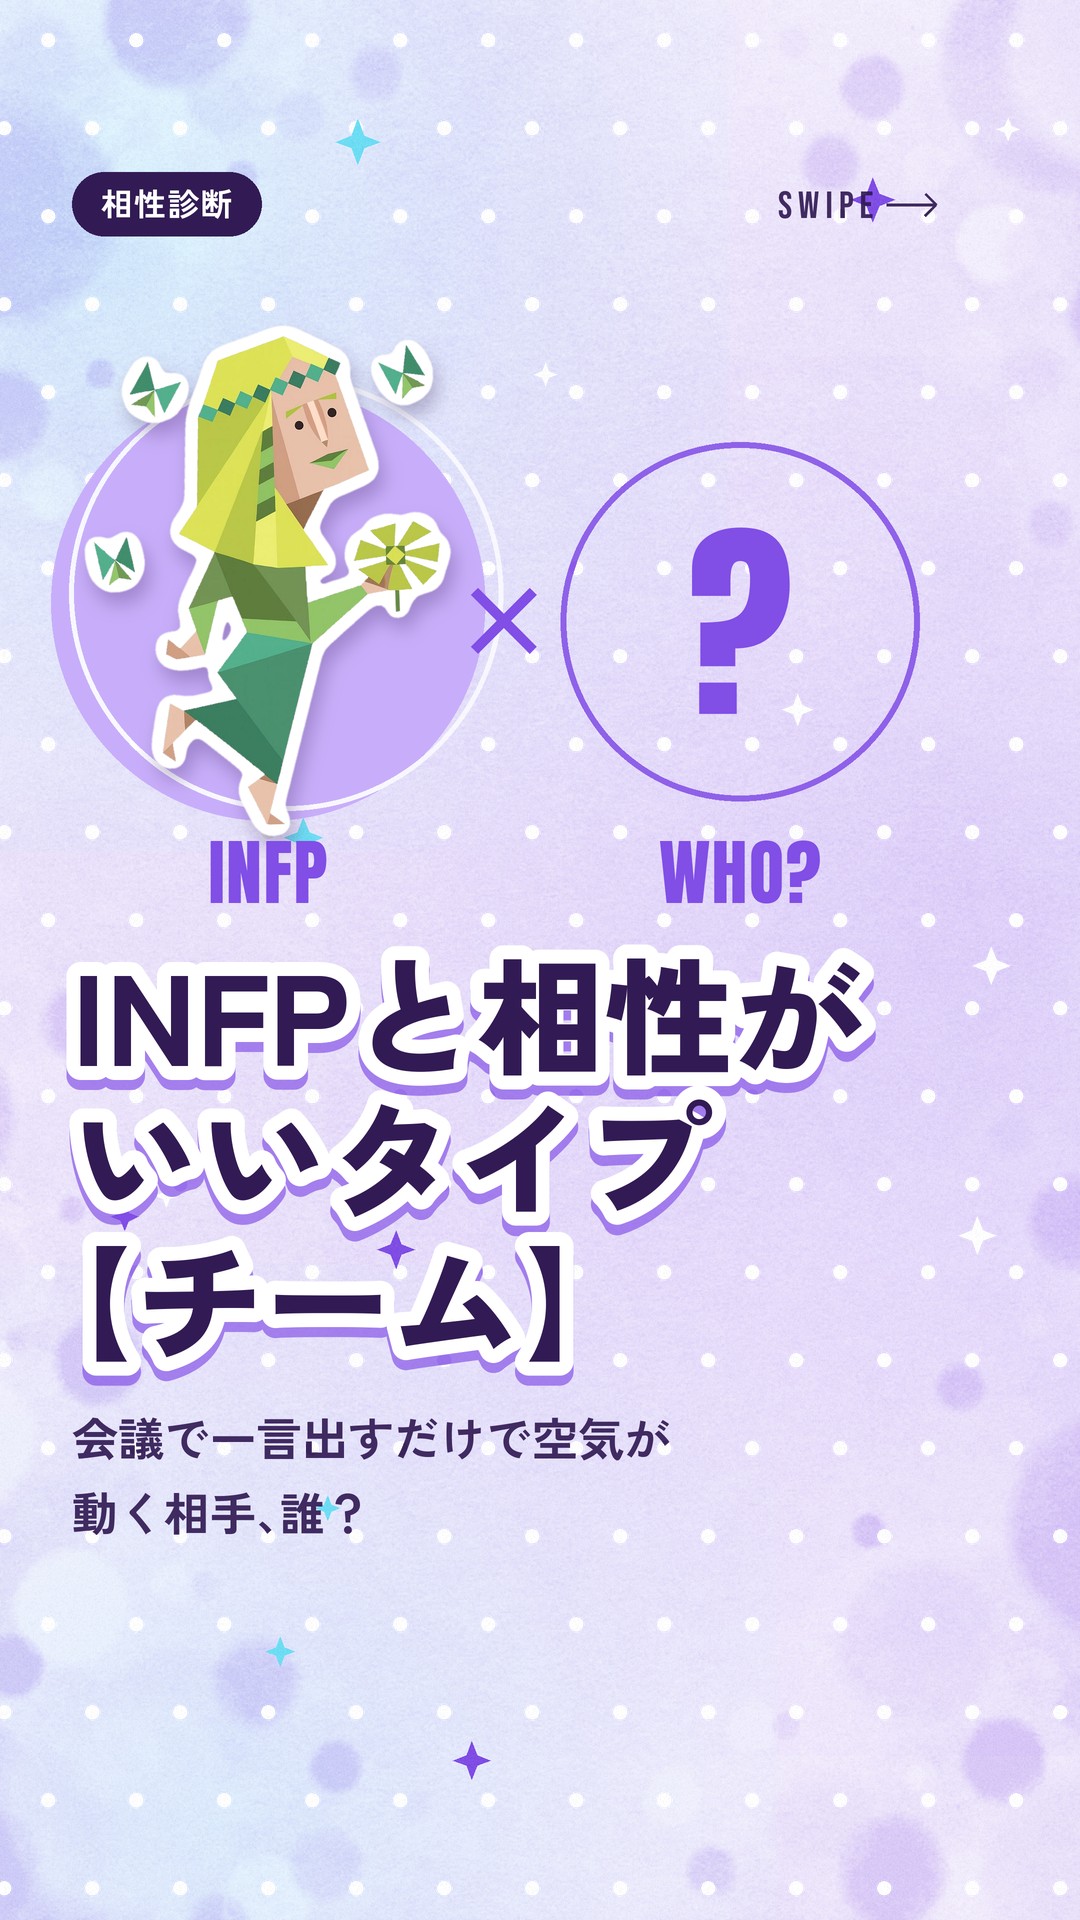 相性診断
SWIPE →
?
×
INFP
WHO?
INFPと相性が
いいタイプ
【チーム】
会議で一言出すだけで空気が
動く相手、誰？